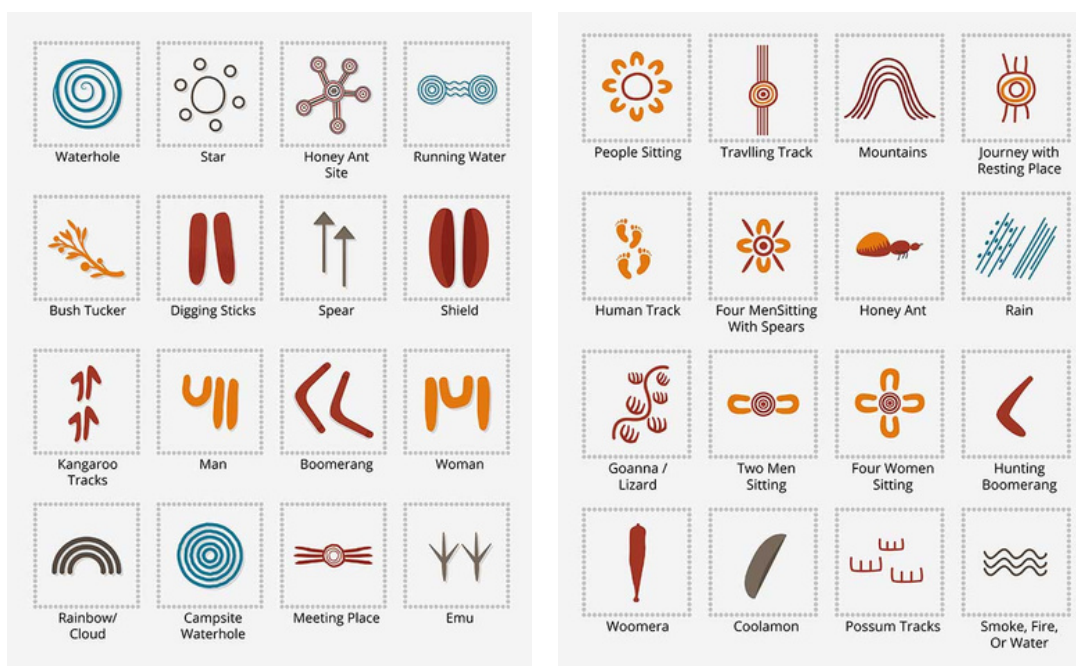 Waterhole
Star
Honey Ant
Site
Running Water
Bush Tucker
Digging Sticks
Spear
Shield
Kangaroo
Tracks
Man
Boomerang
Woman
Rainbow/
Cloud
Campsite
Waterhole
Meeting Place
Emu
People Sitting
Travlling Track
Mountains
Journey with
Resting Place
Human Track
Four MenSitting
With Spears
Honey Ant
Rain
Goanna /
Lizard
Two Men
Sitting
Four Women
Sitting
Hunting
Boomerang
Woomera
Coolamon
Possum Tracks
Smoke, Fire,
Or Water